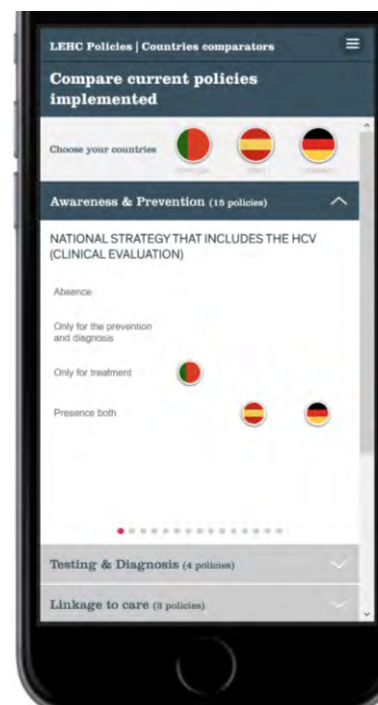 LEHC Policies | Countries comparators
Compare current policies
implemented
Choose your countries
Awareness & Prevention (15 policies)
NATIONAL STRATEGY THAT INCLUDES THE HCV
(CLINICAL EVALUATION)
Absence
Only for the prevention
and diagnosis
Only for treatment
Presence both
Testing & Diagnosis (4 policies)
Linkage to care (3 policies)